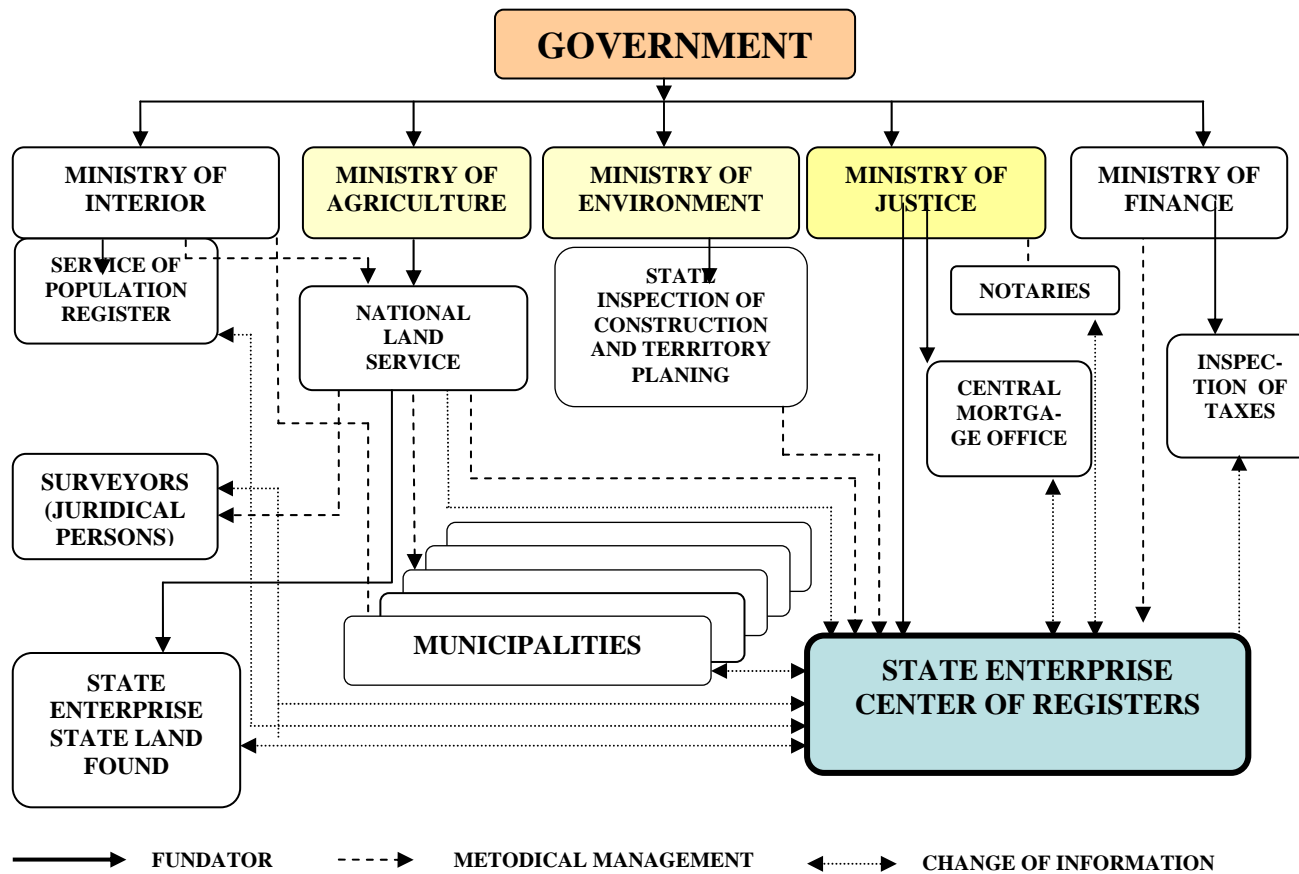 GOVERNMENT
MINISTRY OF
INTERIOR
MINISTRY OF
AGRICULTURE
MINISTRY OF
ENVIRONMENT
MINISTRY OF
JUSTICE
MINISTRY OF
FINANCE
SERVICE OF
POPULATION
REGISTER
NATIONAL
LAND
SERVICE
STATE
INSPECTION OF
CONSTRUCTION
AND TERRITORY
PLANING
NOTARIES
CENTRAL
MORTGA-
GE OFFICE
INSPEC-
TION OF
TAXES
SURVEYORS
(JURIDICAL
PERSONS)
MUNICIPALITIES
STATE
ENTERPRISE
STATE LAND
FOUND
STATE ENTERPRISE
CENTER OF REGISTERS
FUNDATOR
METODICAL MANAGEMENT
CHANGE OF INFORMATION